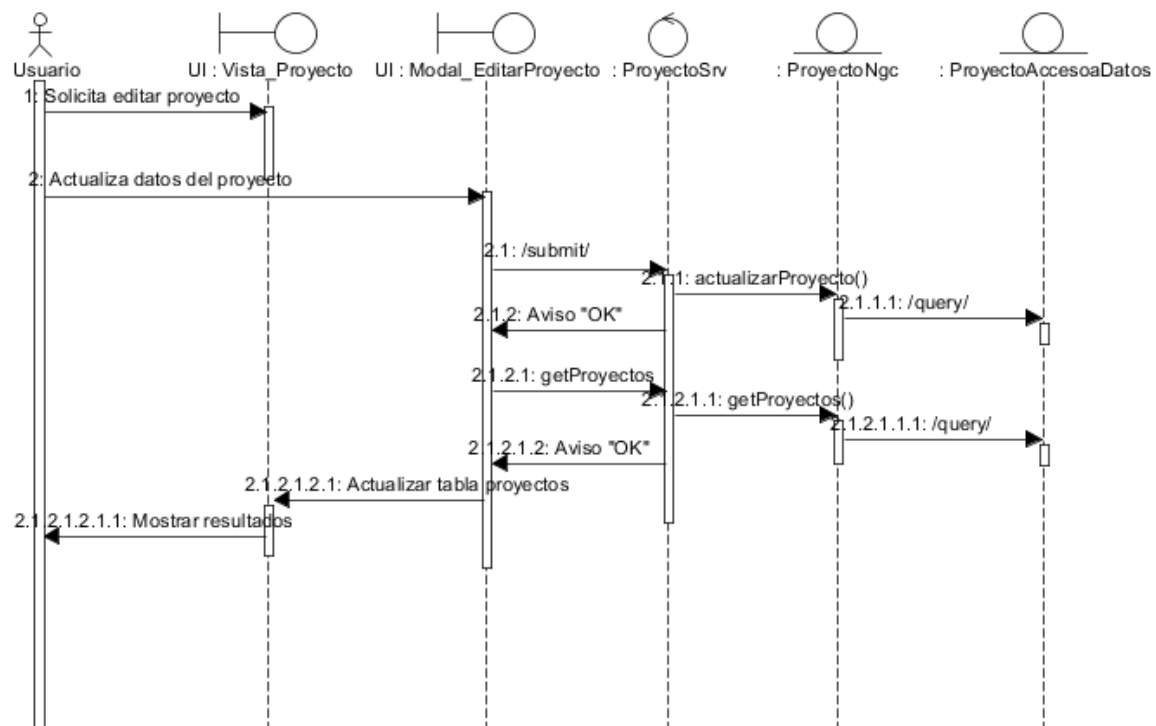 Usuario
UI : Vista_Proyecto
UI : Modal_EditarProyecto
: ProyectoSrv
: ProyectoNgc
: ProyectoAccesoaDatos
1: Solicita editar proyecto
2: Actualiza datos del proyecto
2.1: /submit/
2.1.1: actualizarProyecto()
2.1.1.1: /query/
2.1.2: Aviso "OK"
2.1.2.1: getProyectos
2.1.2.1.1: getProyectos()
2.1.2.1.1.1: /query/
2.1.2.1.2: Aviso "OK"
2.1.2.1.2.1: Actualizar tabla proyectos
2.1.2.1.2.1.1: Mostrar resultados